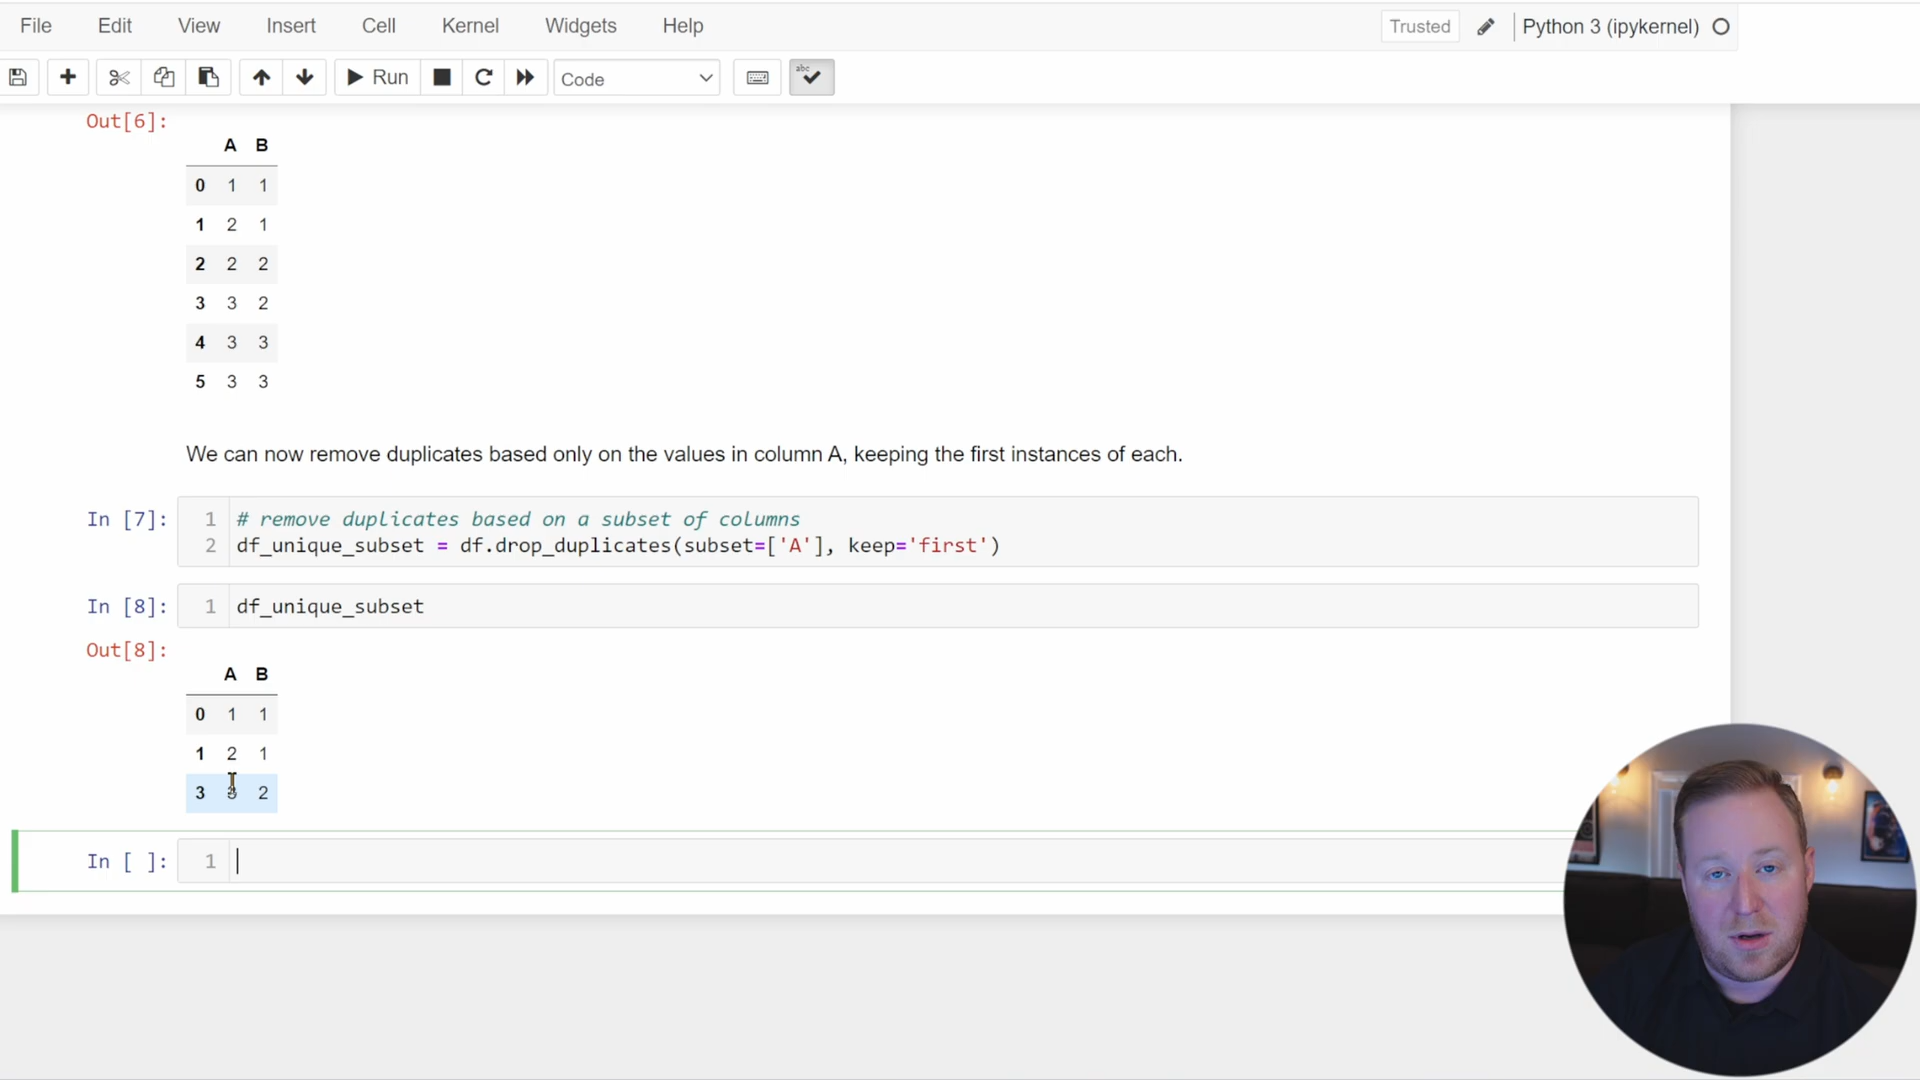 File Edit View Insert Cell Kernel Widgets Help Trusted Python 3 (ipykernel)
Run Code abc
Out[6]:
A B
0 1 1
1 2 1
2 2 2
3 3 2
4 3 3
5 3 3
We can now remove duplicates based only on the values in column A, keeping the first instances of each.
In [7]: 1 # remove duplicates based on a subset of columns
2 df_unique_subset = df.drop_duplicates(subset=['A'], keep='first')
In [8]: 1 df_unique_subset
Out[8]:
A B
0 1 1
1 2 1
3 3 2
In [ ]: 1